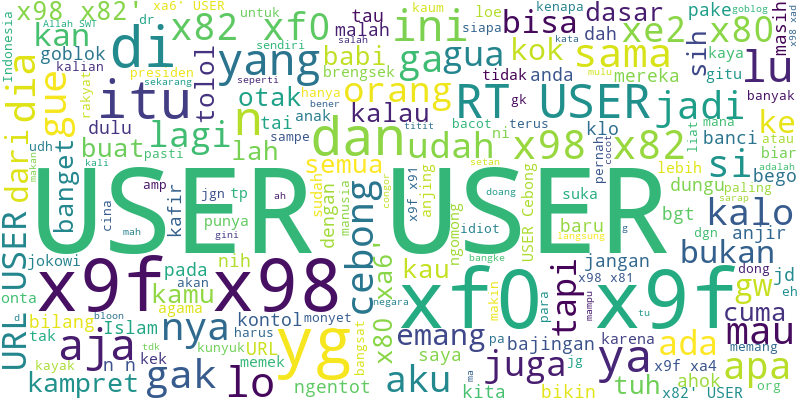 x98 x82' xa6' USER dr untuk kaum tau loe dah pake goblog x98 xad
Indonesia Allah SWT x82 xf0 ini bisa kenapa dasar xe2 x80 masih
kan di sendiri malah siapa
goblok kalian yang babi ga gua kok sama sih kaya
dia gue presiden sekarang hanya seperti salah brengsek tidak anda kata mereka gitu mulu lu
itu tolol otak orang RT USER jadi banyak
rakyat bener anak kalau gk
dulu n tai dan bacot terus banci mana
udh lagi sampe titit udah ni klo x98 x82 liat atau ke
dari banget buat pasti lah semua pernah cocot si biar adalah
makan kali setan lebih paling
USER USER
URL USER amp jgn tp ah sudah dengan manusia cebong x9f x91 anjing ngomong USER Cebong doang suka dungu bego sarap
cina kafir punya idiot baru bgt kalo
mah gini bangke langsung g dgn anjir
jokowi x9f x98 pada nih x80 xa6' kau xf0 x9f tapi jangan bukan
onta kamu akan agama congor negara makin para x98 x81 gw dong jd
d bloon nya Islam kontol monyet emang mampu tu cuma mau eh
bilang harus bangsat saya pa bajingan karena memang
tak tdk kek kunyuk URL juga jg ya x9f xa4 ada apa
aja yg
kayak n n gak lo memek aku kita ma tuh ahok
kampret ngentot bikin x82' USER org